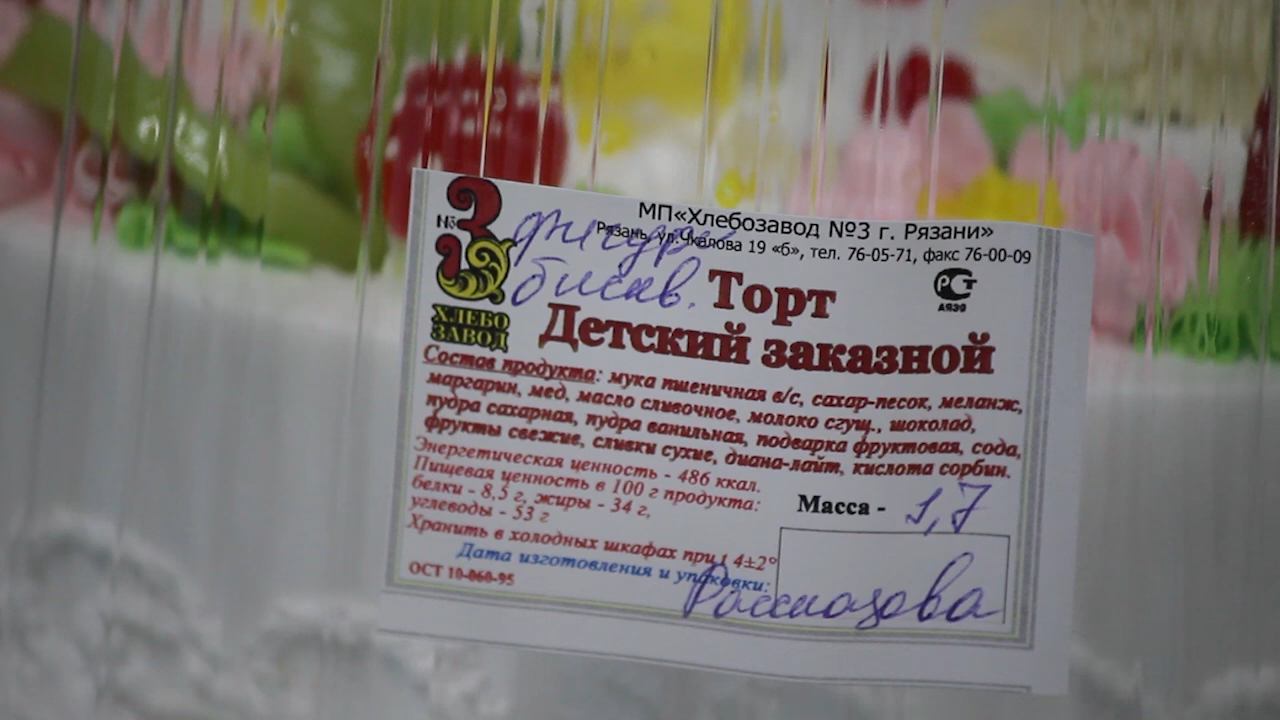 МП«Хлебозавод №3 г. Рязани»
Рязань, ул.Чкалова 19 «б», тел. 76-05-71, факс 76-00-09
№3
ХЛЕБО
ЗАВОД
бискв.
РСТ
АЯ39
Торт
Детский заказной
Состав продукта: мука пшеничная в/с, сахар-песок, меланж,
маргарин, мед, масло сливочное, молоко сгущ., шоколад,
пудра сахарная, пудра ванильная, подварка фруктовая, сода,
фрукты свежие, сливки сухие, диана-лайт, кислота сорбин.
Энергетическая ценность - 486 ккал.
Пищевая ценность в 100 г продукта:
белки - 8,5 г, жиры - 34 г,
углеводы - 53 г
Масса - 1,7
Хранить в холодных шкафах при t 4±2°
Дата изготовления и упаковки:
ОСТ 10-060-95